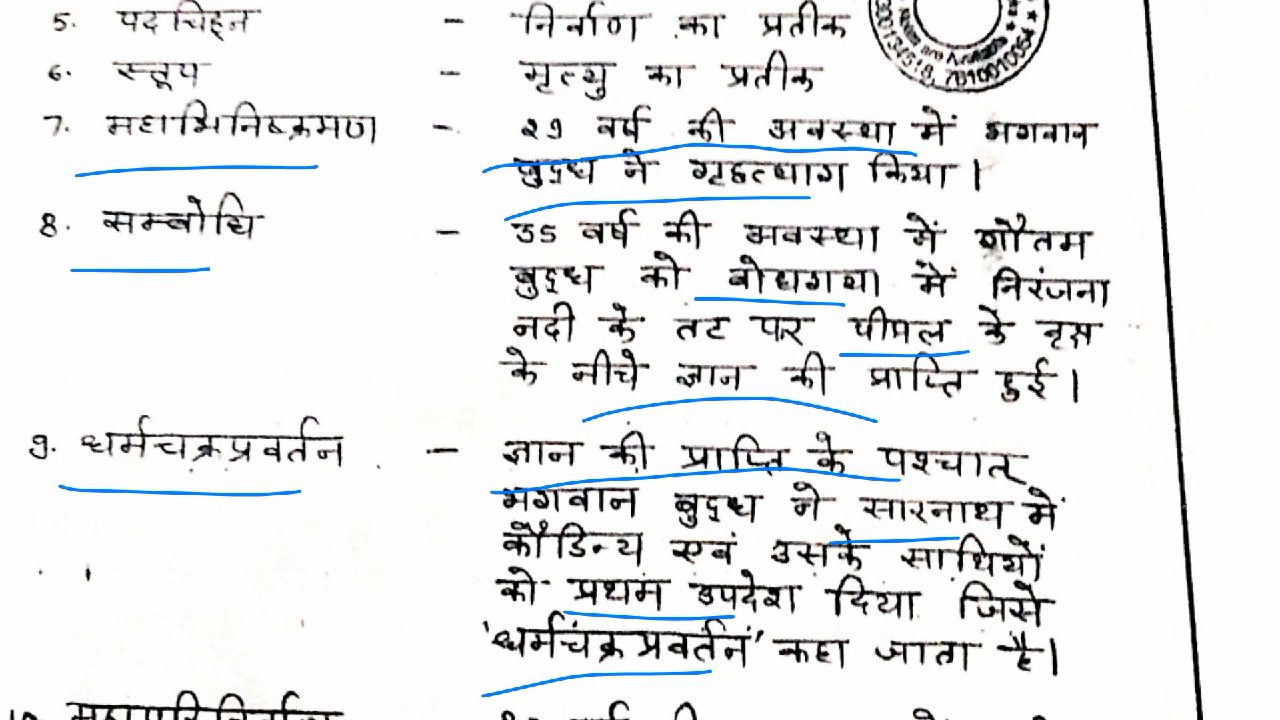 5. पदचिह्न - निर्वाण का प्रतीक
6. स्तूप - मृत्यु का प्रतीक
7. महाभिनिष्क्रमण - २९ वर्ष की अवस्था में भगवान
बुद्ध ने गृहत्याग किया।
8. सम्बोधि - 35 वर्ष की अवस्था में गौतम
बुद्ध को बोधगया में निरंजना
नदी के तट पर पीपल के वृक्ष
के नीचे ज्ञान की प्राप्ति हुई।
9. धर्मचक्रप्रवर्तन - ज्ञान की प्राप्ति के पश्चात्
भगवान बुद्ध ने सारनाथ में
कौडिन्य एवं उसके साथियों
को प्रथम उपदेश दिया जिसे
'धर्मचक्रप्रवर्तन' कहा जाता है।